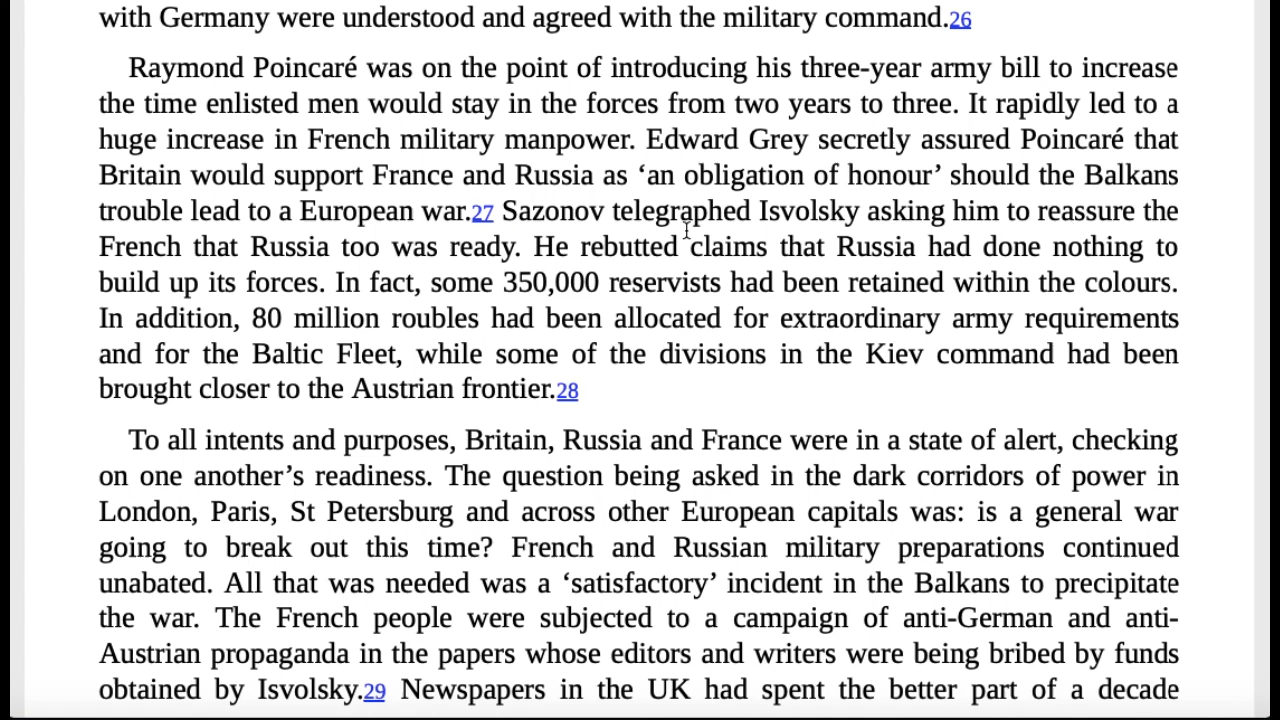 with Germany were understood and agreed with the military command.26
Raymond Poincaré was on the point of introducing his three-year army bill to increase
the time enlisted men would stay in the forces from two years to three. It rapidly led to a
huge increase in French military manpower. Edward Grey secretly assured Poincaré that
Britain would support France and Russia as ‘an obligation of honour’ should the Balkans
trouble lead to a European war.27 Sazonov telegraphed Isvolsky asking him to reassure the
French that Russia too was ready. He rebutted claims that Russia had done nothing to
build up its forces. In fact, some 350,000 reservists had been retained within the colours.
In addition, 80 million roubles had been allocated for extraordinary army requirements
and for the Baltic Fleet, while some of the divisions in the Kiev command had been
brought closer to the Austrian frontier.28
To all intents and purposes, Britain, Russia and France were in a state of alert, checking
on one another’s readiness. The question being asked in the dark corridors of power in
London, Paris, St Petersburg and across other European capitals was: is a general war
going to break out this time? French and Russian military preparations continued
unabated. All that was needed was a ‘satisfactory’ incident in the Balkans to precipitate
the war. The French people were subjected to a campaign of anti-German and anti-
Austrian propaganda in the papers whose editors and writers were being bribed by funds
obtained by Isvolsky.29 Newspapers in the UK had spent the better part of a decade